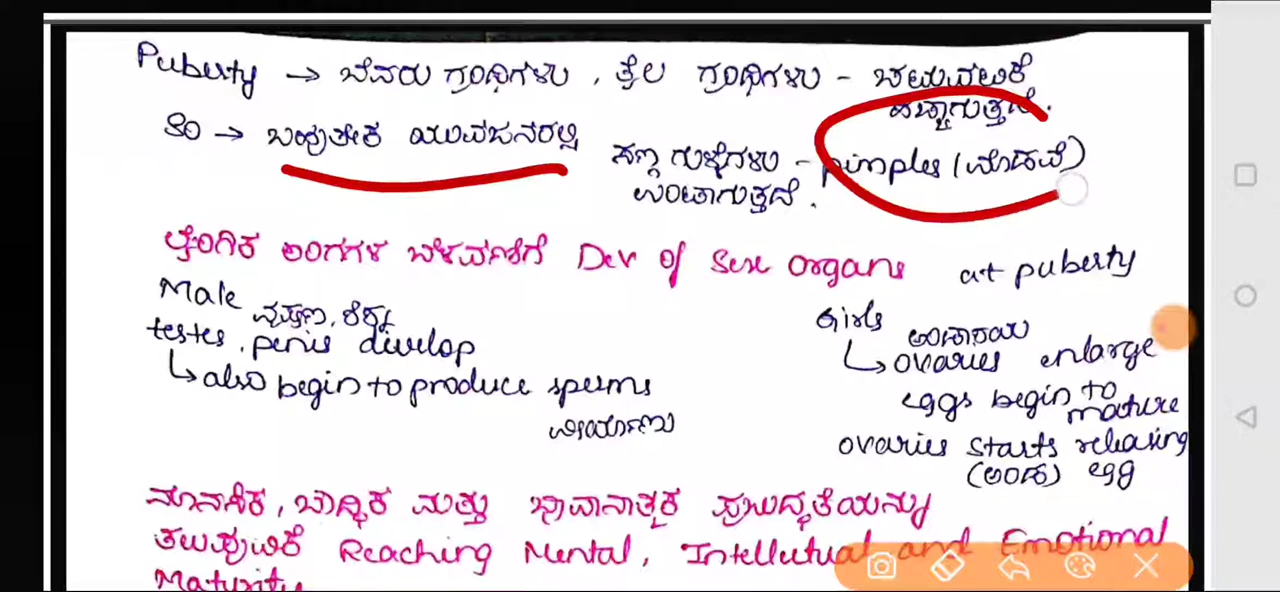 Puberty → ಬೆವರು ಗ್ರಂಥಿಗಳು , ತೈಲ ಗ್ರಂಥಿಗಳು - ಚಟುವಟಿಕೆ
ಹೆಚ್ಚಾಗುತ್ತದೆ.
so → ಬಹುತೇಕ ಯುವಜನರಲ್ಲಿ
ಸಣ್ಣ ಗುಳ್ಳೆಗಳು - pimples (ಮೊಡವೆ)
ಉಂಟಾಗುತ್ತದೆ .
ಲೈಂಗಿಕ ಅಂಗಗಳ ಬೆಳವಣಿಗೆ Dev of Sex Organs at puberty
Male ವೃಷಣ, ಶಿಶ್ನ
testes, penis develop
↳ also begin to produce sperms
ವೀರ್ಯಾಣು
Girls ಅಂಡಾಶಯ
↳ ovaries enlarge
eggs begin to mature
ovaries starts releasing
(ಅಂಡ) egg
ಮಾನಸಿಕ, ಬೌದ್ಧಿಕ ಮತ್ತು ಭಾವನಾತ್ಮಕ ಪ್ರಬುದ್ಧತೆಯನ್ನು
ತಲುಪುವಿಕೆ Reaching Mental, Intellectual and Emotional
Maturity